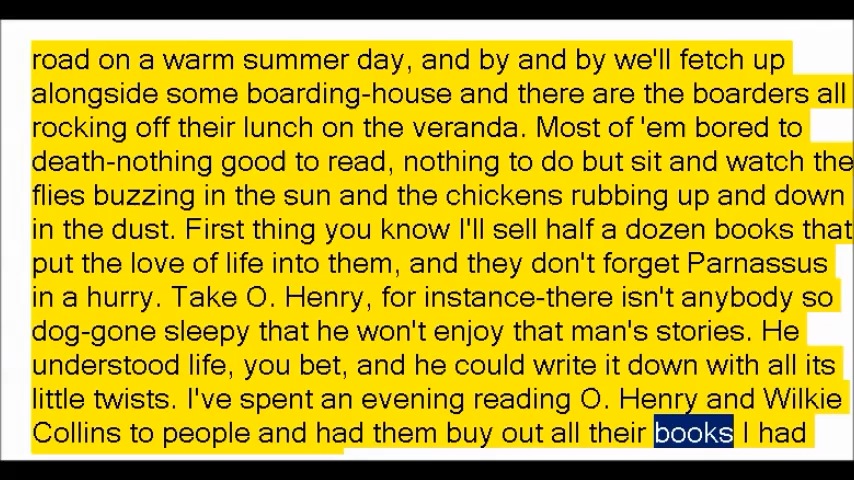 road on a warm summer day, and by and by we'll fetch up
alongside some boarding-house and there are the boarders all
rocking off their lunch on the veranda. Most of 'em bored to
death-nothing good to read, nothing to do but sit and watch the
flies buzzing in the sun and the chickens rubbing up and down
in the dust. First thing you know I'll sell half a dozen books that
put the love of life into them, and they don't forget Parnassus
in a hurry. Take O. Henry, for instance-there isn't anybody so
dog-gone sleepy that he won't enjoy that man's stories. He
understood life, you bet, and he could write it down with all its
little twists. I've spent an evening reading O. Henry and Wilkie
Collins to people and had them buy out all their books I had